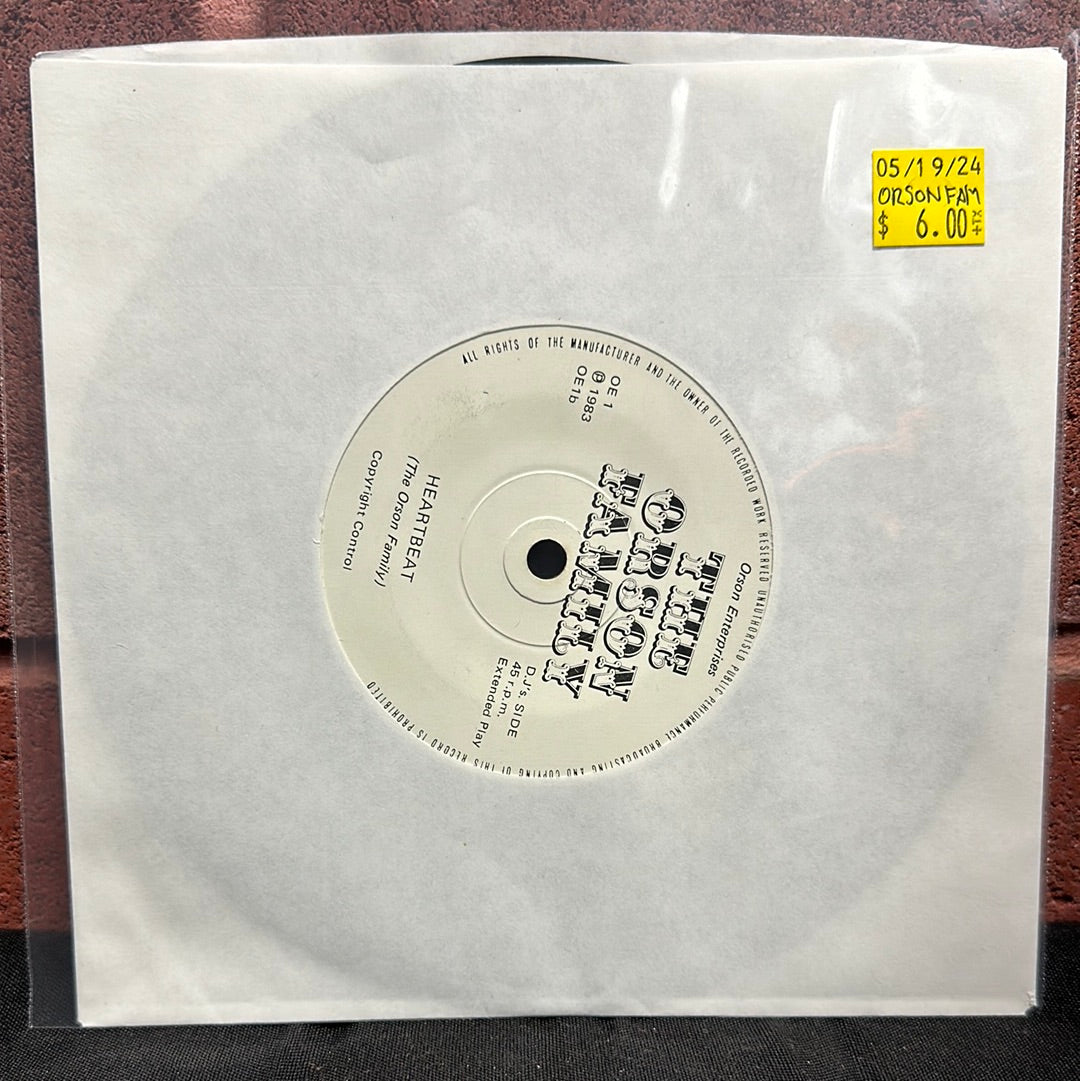 05/19/24
ORSON FAM
$ 6.00
ALL RIGHTS OF THE MANUFACTURER AND THE OWNER OF THE RECORDED WORK RESERVED UNAUTHORISED PUBLIC PERFORMANCE BROADCASTING AND COPYING OF THIS RECORD IS PROHIBITED
Orson Enterprises
THE
ORSON
FAMILY
OE 1
℗ 1983
OE1b
D.J's. SIDE
45 r.p.m.
Extended Play
HEARTBEAT
(The Orson Family)
Copyright Control